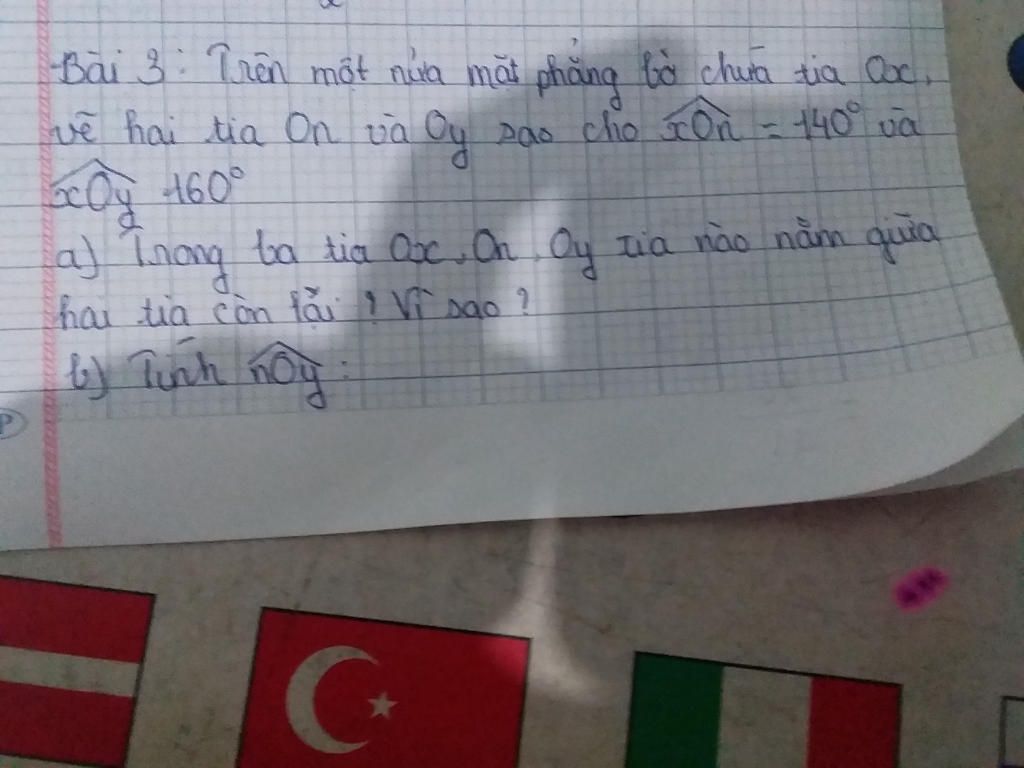 Bài 3: Trên một nửa mặt phẳng bờ chứa tia Ox,
vẽ hai tia On và Oy sao cho xOn = 140° và
xOy 160°
a) Trong ba tia Ox, On, Oy tia nào nằm giữa
hai tia còn lại? Vì sao?
b) Tính nOy: